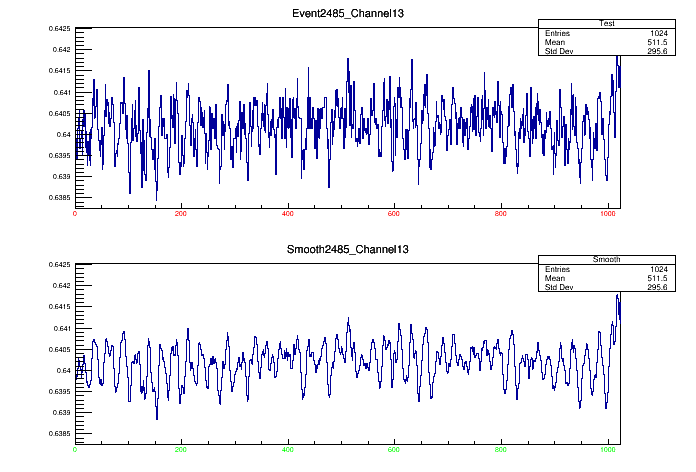 Event2485_Channel13
Test
Entries 1024
Mean 511.5
Std Dev 295.6
0.6425
0.642
0.6415
0.641
0.6405
0.64
0.6395
0.639
0.6385
0 200 400 600 800 1000
Smooth2485_Channel13
Smooth
Entries 1024
Mean 511.5
Std Dev 295.6
0.6425
0.642
0.6415
0.641
0.6405
0.64
0.6395
0.639
0.6385
0 200 400 600 800 1000